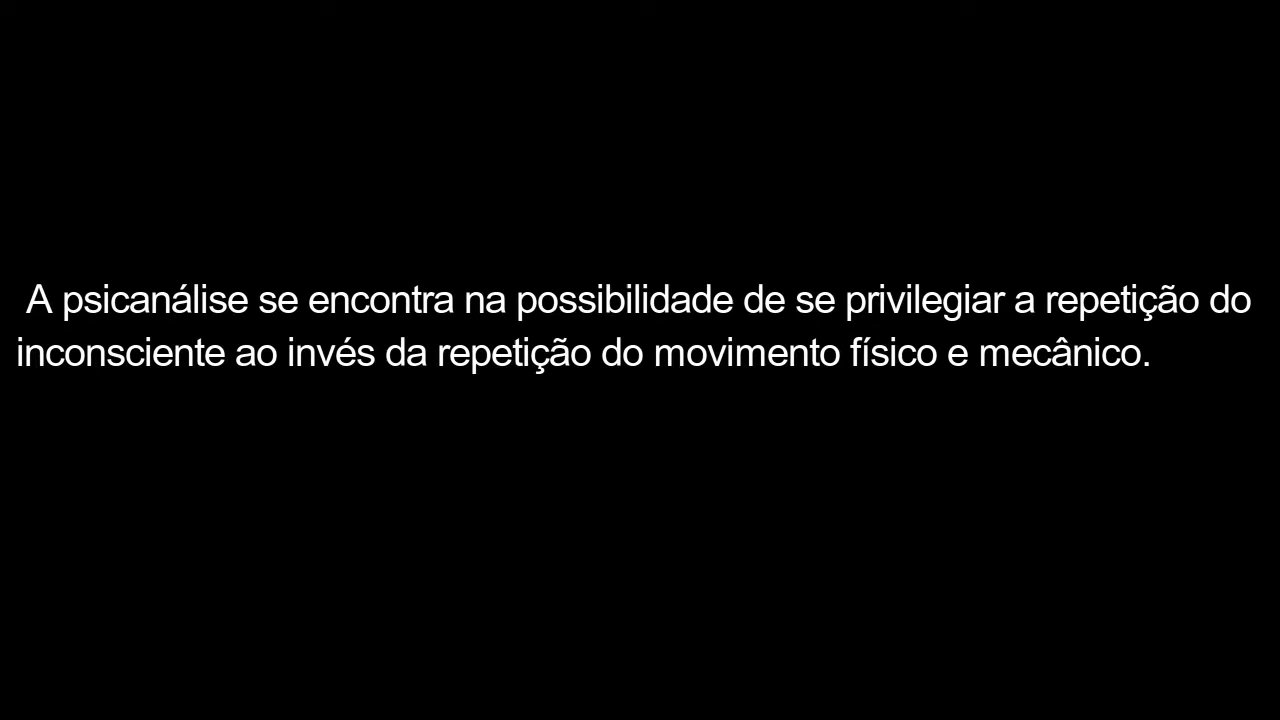 A psicanálise se encontra na possibilidade de se privilegiar a repetição do
inconsciente ao invés da repetição do movimento físico e mecânico.